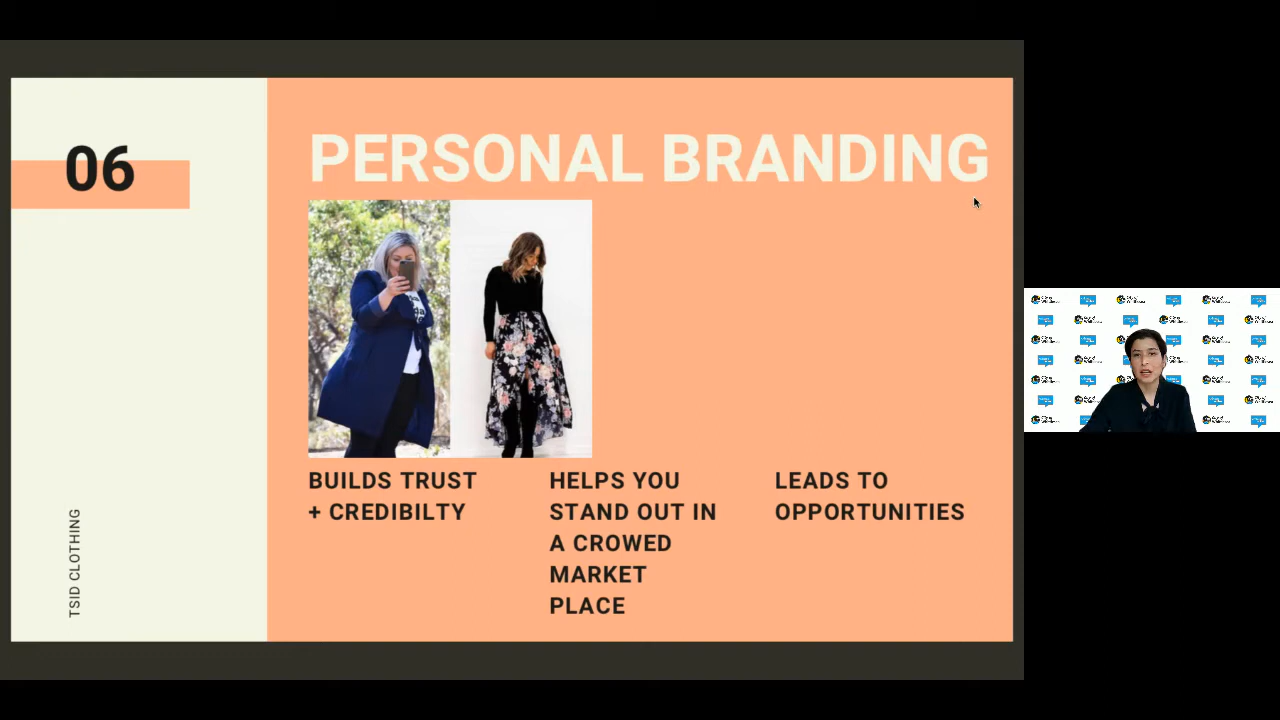 06
PERSONAL BRANDING
BUILDS TRUST
+ CREDIBILTY
HELPS YOU
STAND OUT IN
A CROWED
MARKET
PLACE
LEADS TO
OPPORTUNITIES
TSID CLOTHING